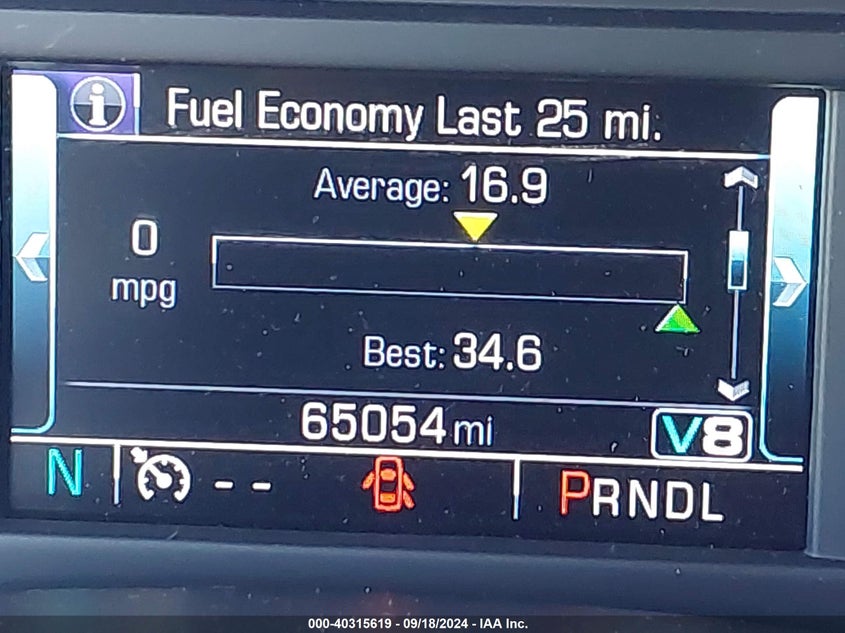 Fuel Economy Last 25 mi.
Average: 16.9
0
mpg
Best: 34.6
65054 mi
V8
N
--
PRNDL
000-40315619 - 09/18/2024 - IAA Inc.